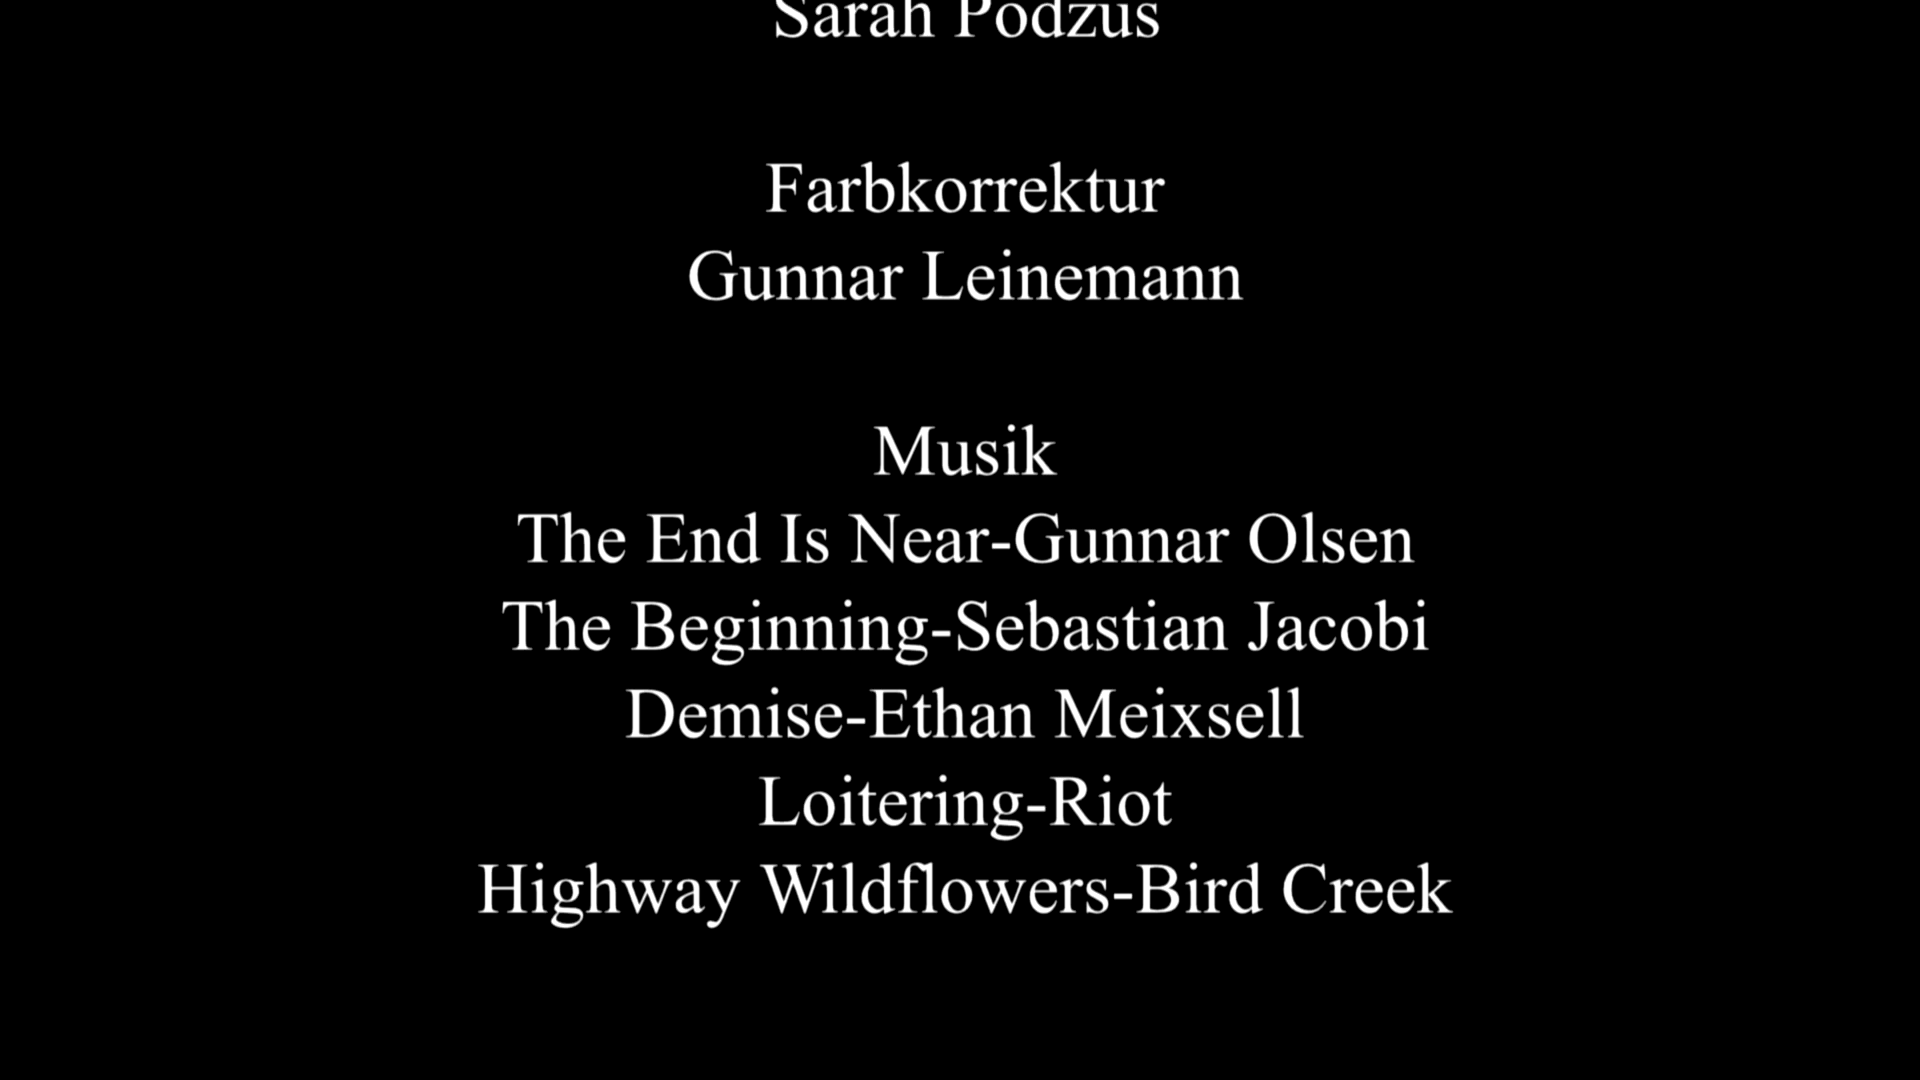 Sarah Podzus
Farbkorrektur
Gunnar Leinemann
Musik
The End Is Near-Gunnar Olsen
The Beginning-Sebastian Jacobi
Demise-Ethan Meixsell
Loitering-Riot
Highway Wildflowers-Bird Creek